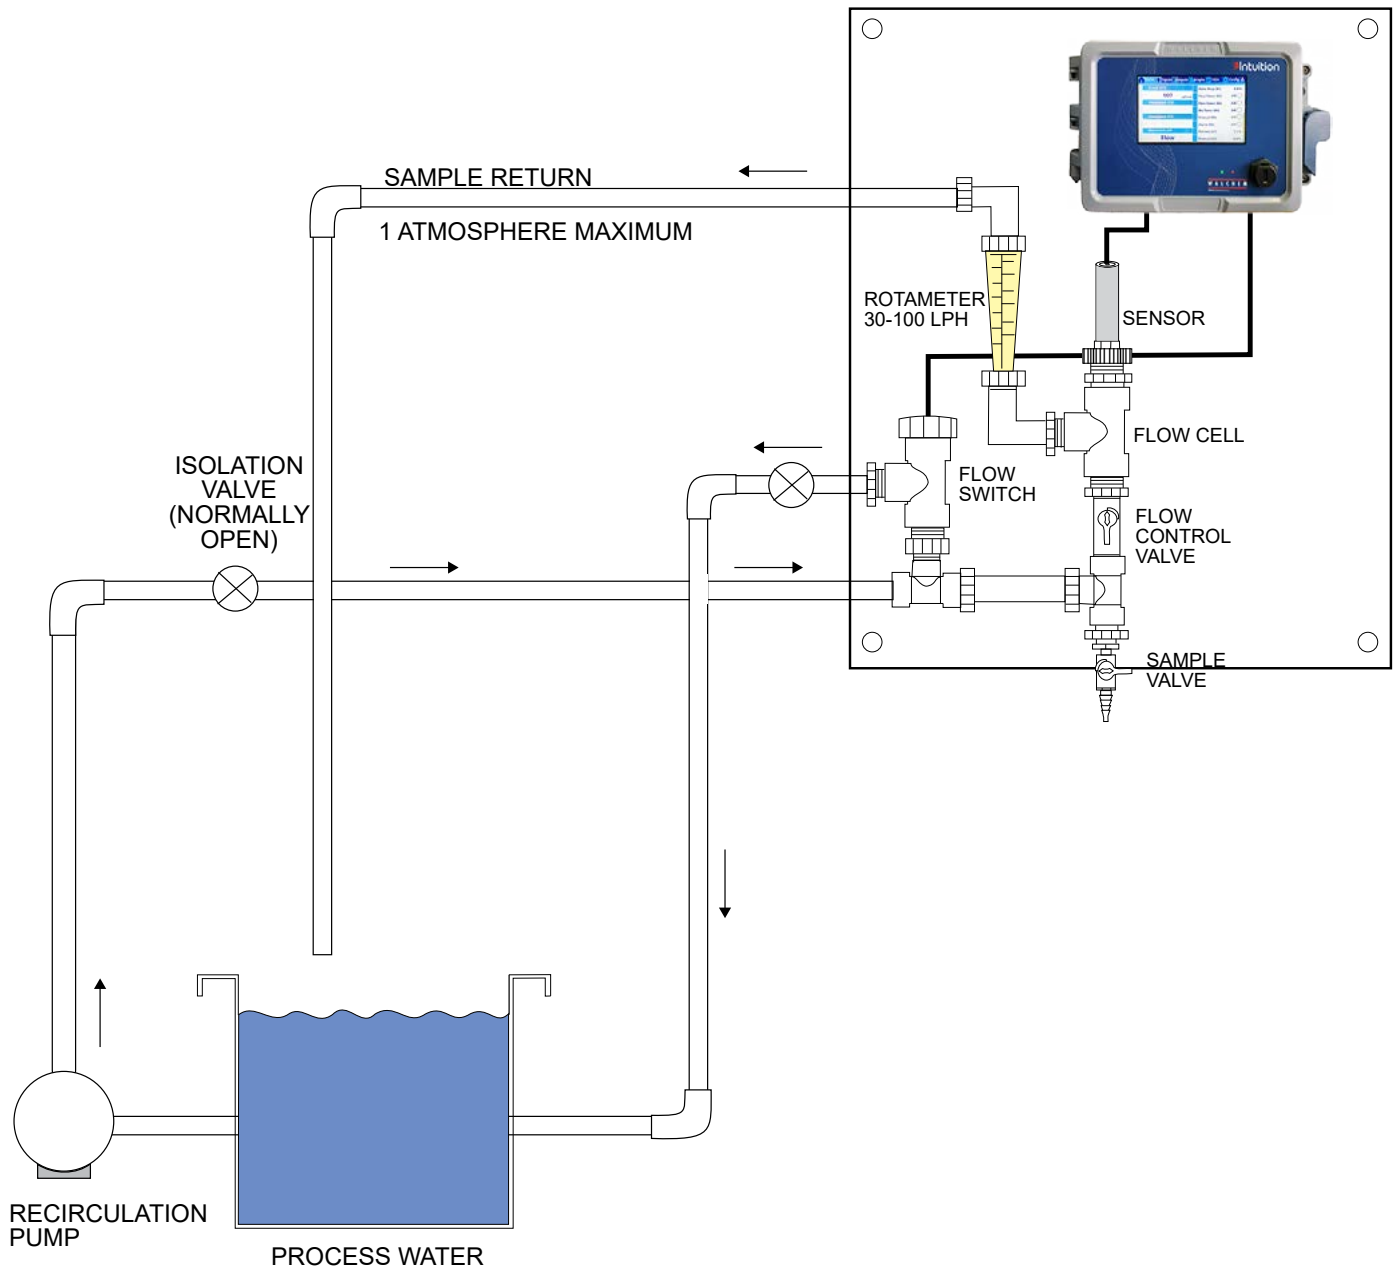 intuition
SAMPLE RETURN
1 ATMOSPHERE MAXIMUM
WALCHEM
ROTAMETER
30-100 LPH
SENSOR
FLOW CELL
FLOW
SWITCH
ISOLATION
VALVE
(NORMALLY
OPEN)
FLOW
CONTROL
VALVE
SAMPLE
VALVE
RECIRCULATION
PUMP
PROCESS WATER